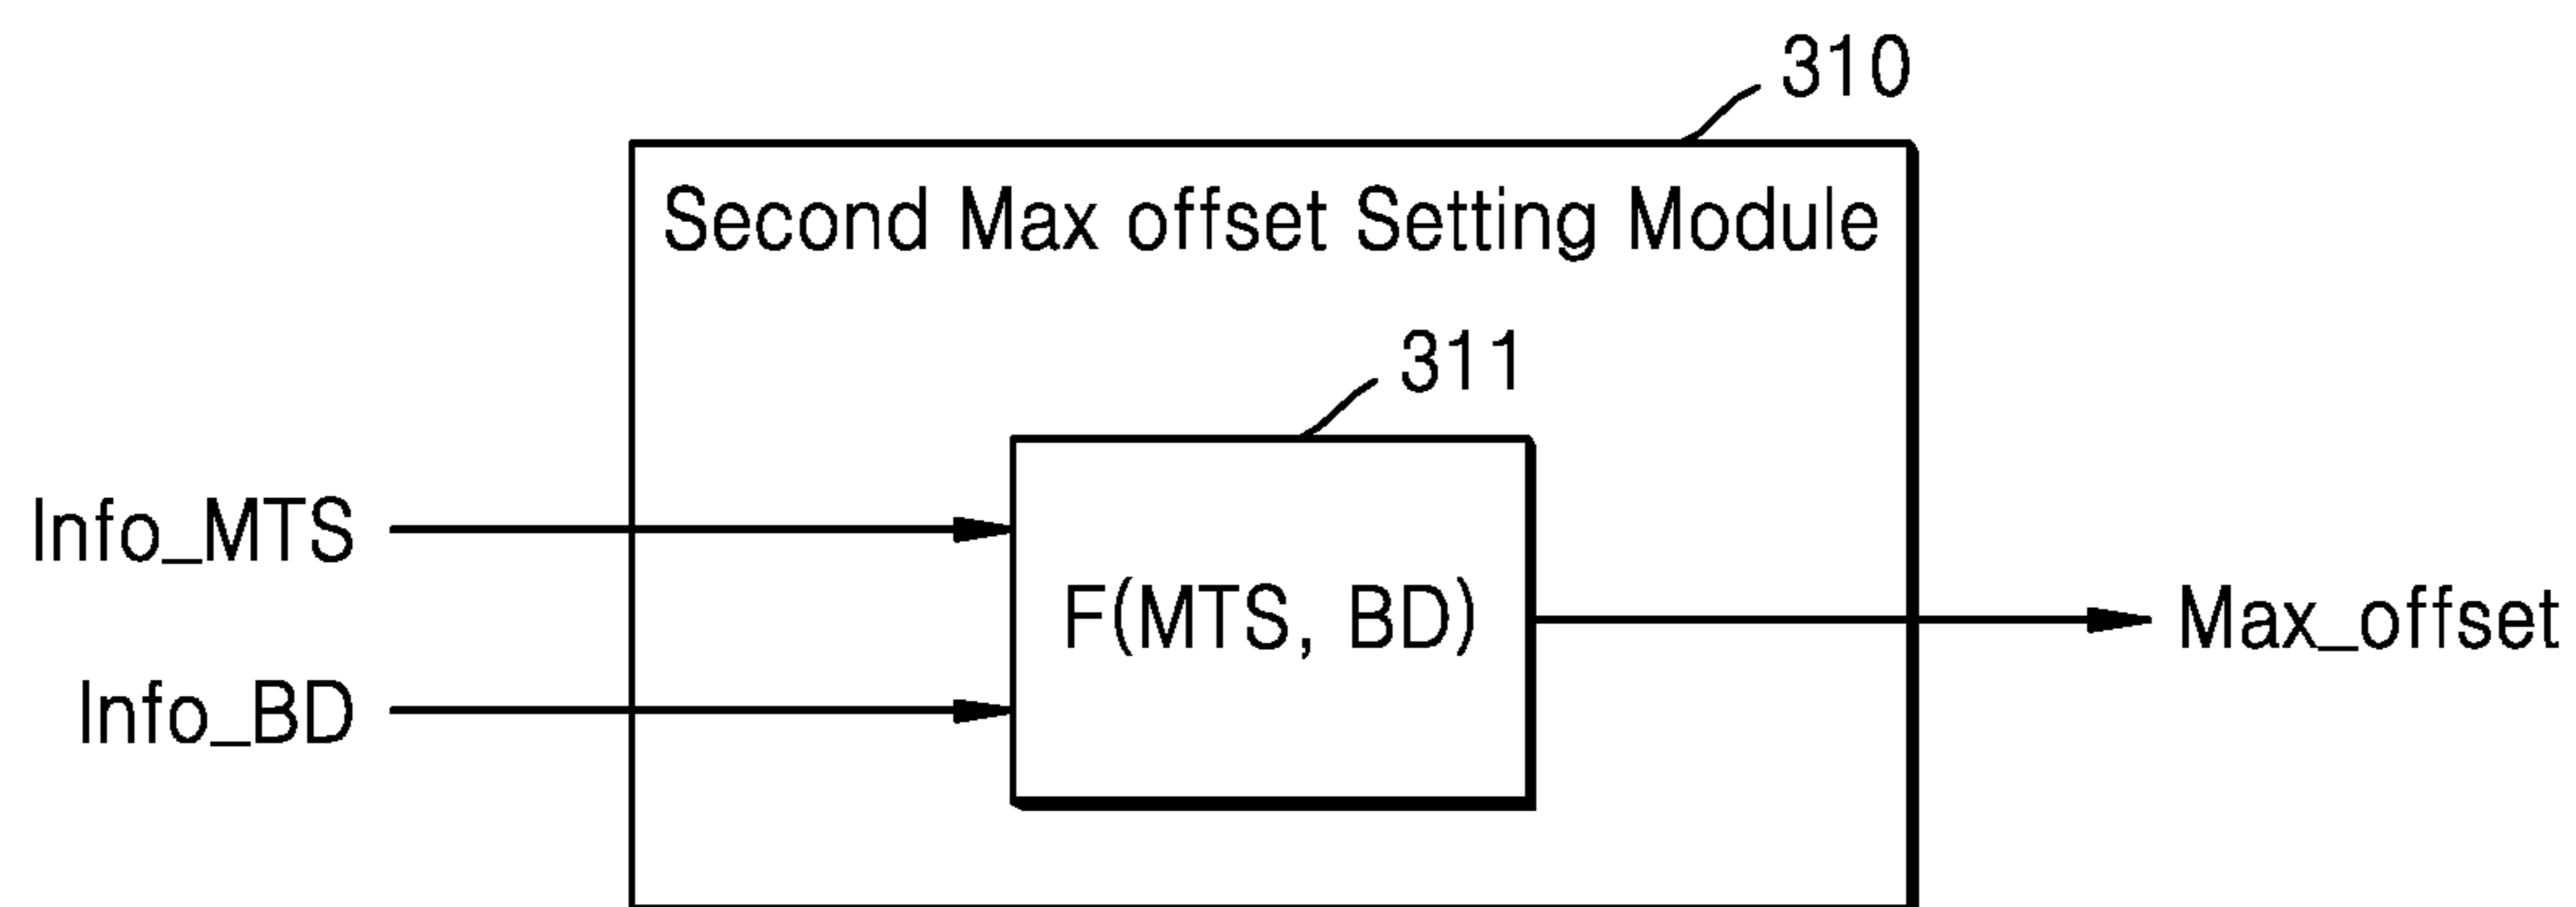 310
Second Max offset Setting Module
311
Info_MTS
F(MTS, BD)
Max_offset
Info_BD